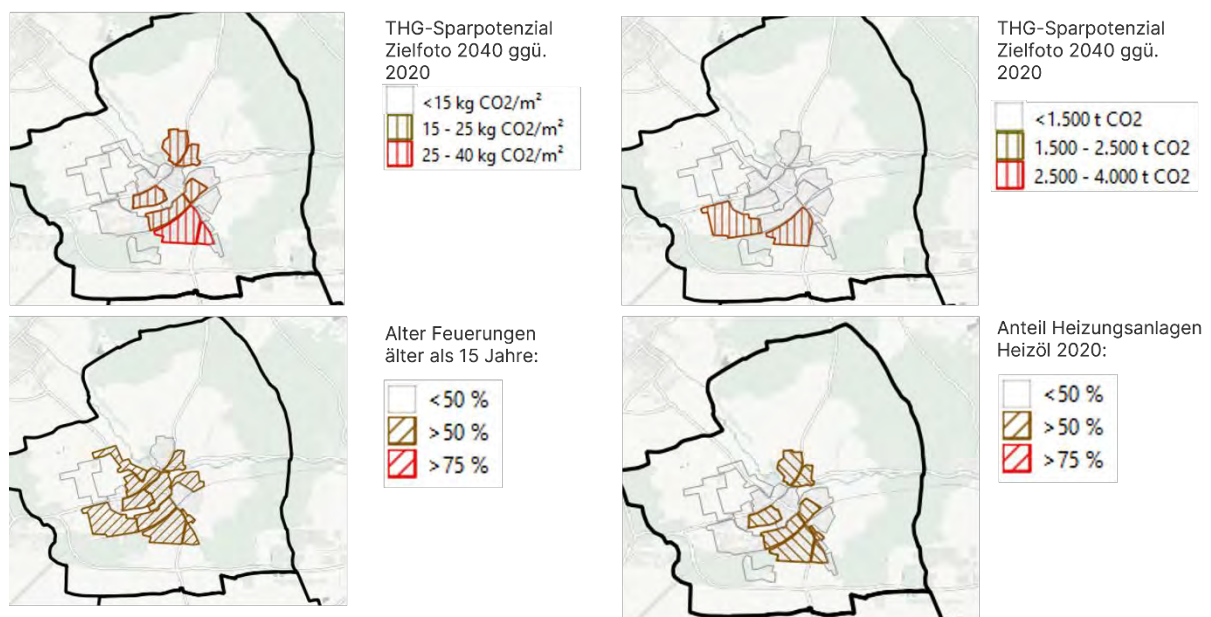 THG-Sparpotenzial
Zielfoto 2040 ggü.
2020
<15 kg CO2/m²
15 - 25 kg CO2/m²
25 - 40 kg CO2/m²
THG-Sparpotenzial
Zielfoto 2040 ggü.
2020
<1.500 t CO2
1.500 - 2.500 t CO2
2.500 - 4.000 t CO2
Alter Feuerungen
älter als 15 Jahre:
<50 %
>50 %
>75 %
Anteil Heizungsanlagen
Heizöl 2020:
<50 %
>50 %
>75 %